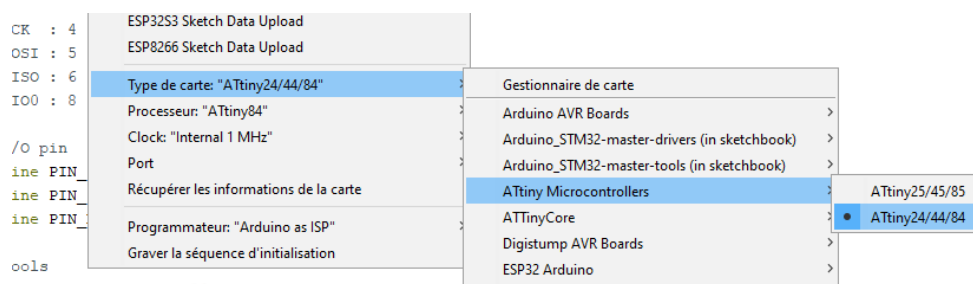 CK : 4
OSI : 5
ISO : 6
IO0 : 8
/O pin
ine PIN_
ine PIN_
ine PIN_
ools
ESP32S3 Sketch Data Upload
ESP8266 Sketch Data Upload
Type de carte: "ATtiny24/44/84"
Processeur: "ATtiny84"
Clock: "Internal 1 MHz"
Port
Récupérer les informations de la carte
Programmateur: "Arduino as ISP"
Graver la séquence d'initialisation
Gestionnaire de carte
Arduino AVR Boards
Arduino_STM32-master-drivers (in sketchbook)
Arduino_STM32-master-tools (in sketchbook)
ATtiny Microcontrollers
ATTinyCore
Digistump AVR Boards
ESP32 Arduino
ATtiny25/45/85
ATtiny24/44/84